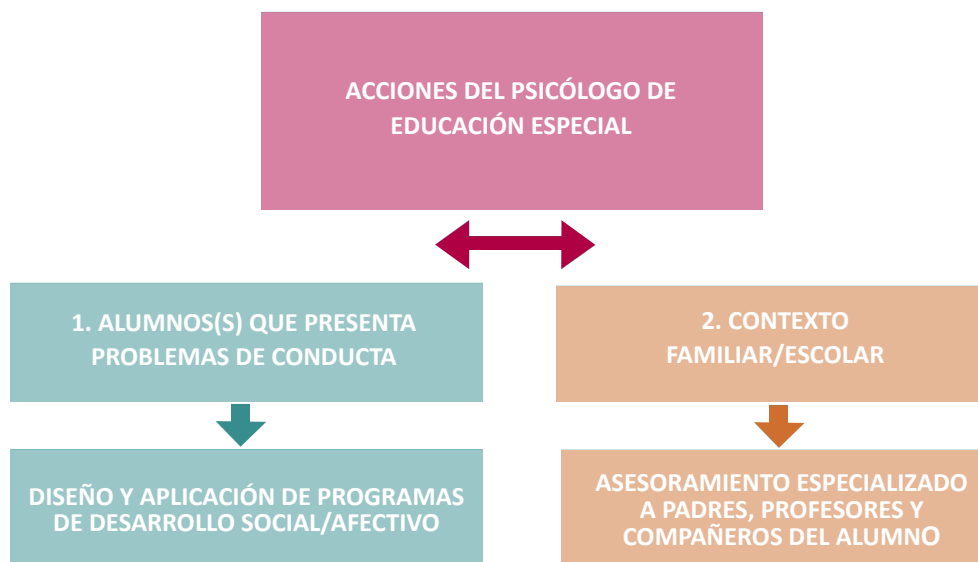 ACCIONES DEL PSICÓLOGO DE
EDUCACIÓN ESPECIAL
1. ALUMNOS(S) QUE PRESENTA
PROBLEMAS DE CONDUCTA
2. CONTEXTO
FAMILIAR/ESCOLAR
DISEÑO Y APLICACIÓN DE PROGRAMAS
DE DESARROLLO SOCIAL/AFECTIVO
ASESORAMIENTO ESPECIALIZADO
A PADRES, PROFESORES Y
COMPAÑEROS DEL ALUMNO